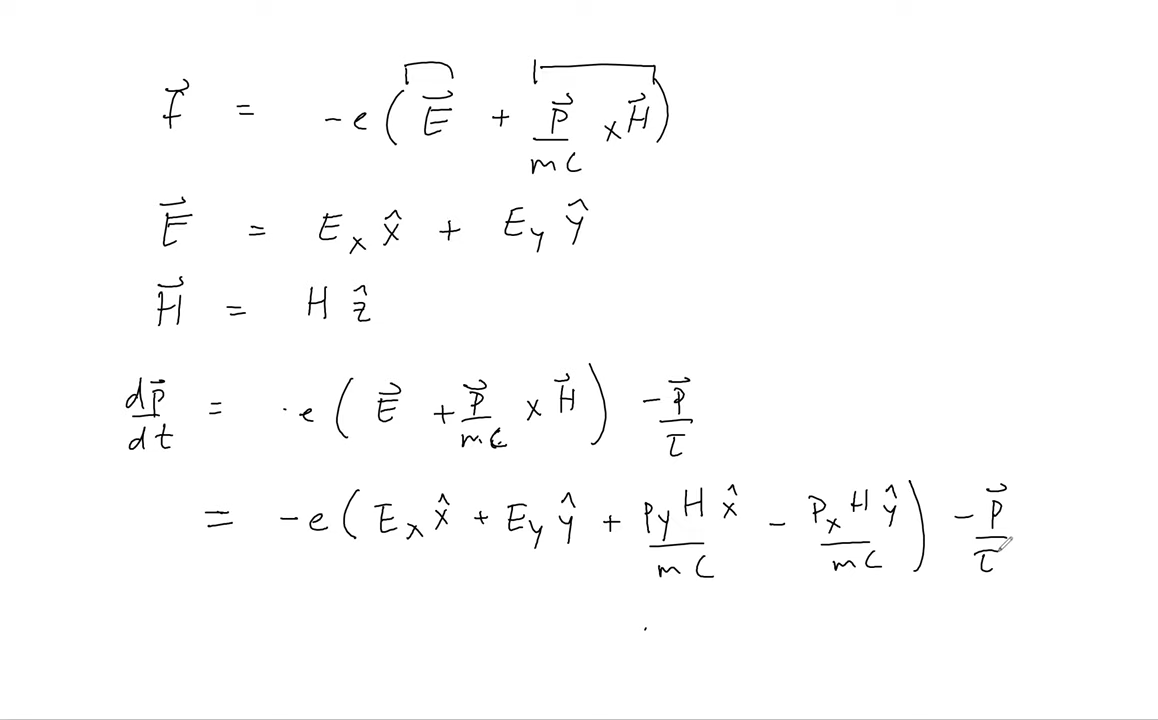 f⃗ = -e ( E⃗ + p⃗/mc × H⃗ )
E⃗ = Eₓ x̂ + E_y ŷ
H⃗ = H ẑ
dp⃗/dt = -e ( E⃗ + p⃗/mc × H⃗ ) - p⃗/τ
= -e ( Eₓ x̂ + E_y ŷ + p_y H x̂/mc - pₓ H ŷ/mc ) - p⃗/τ